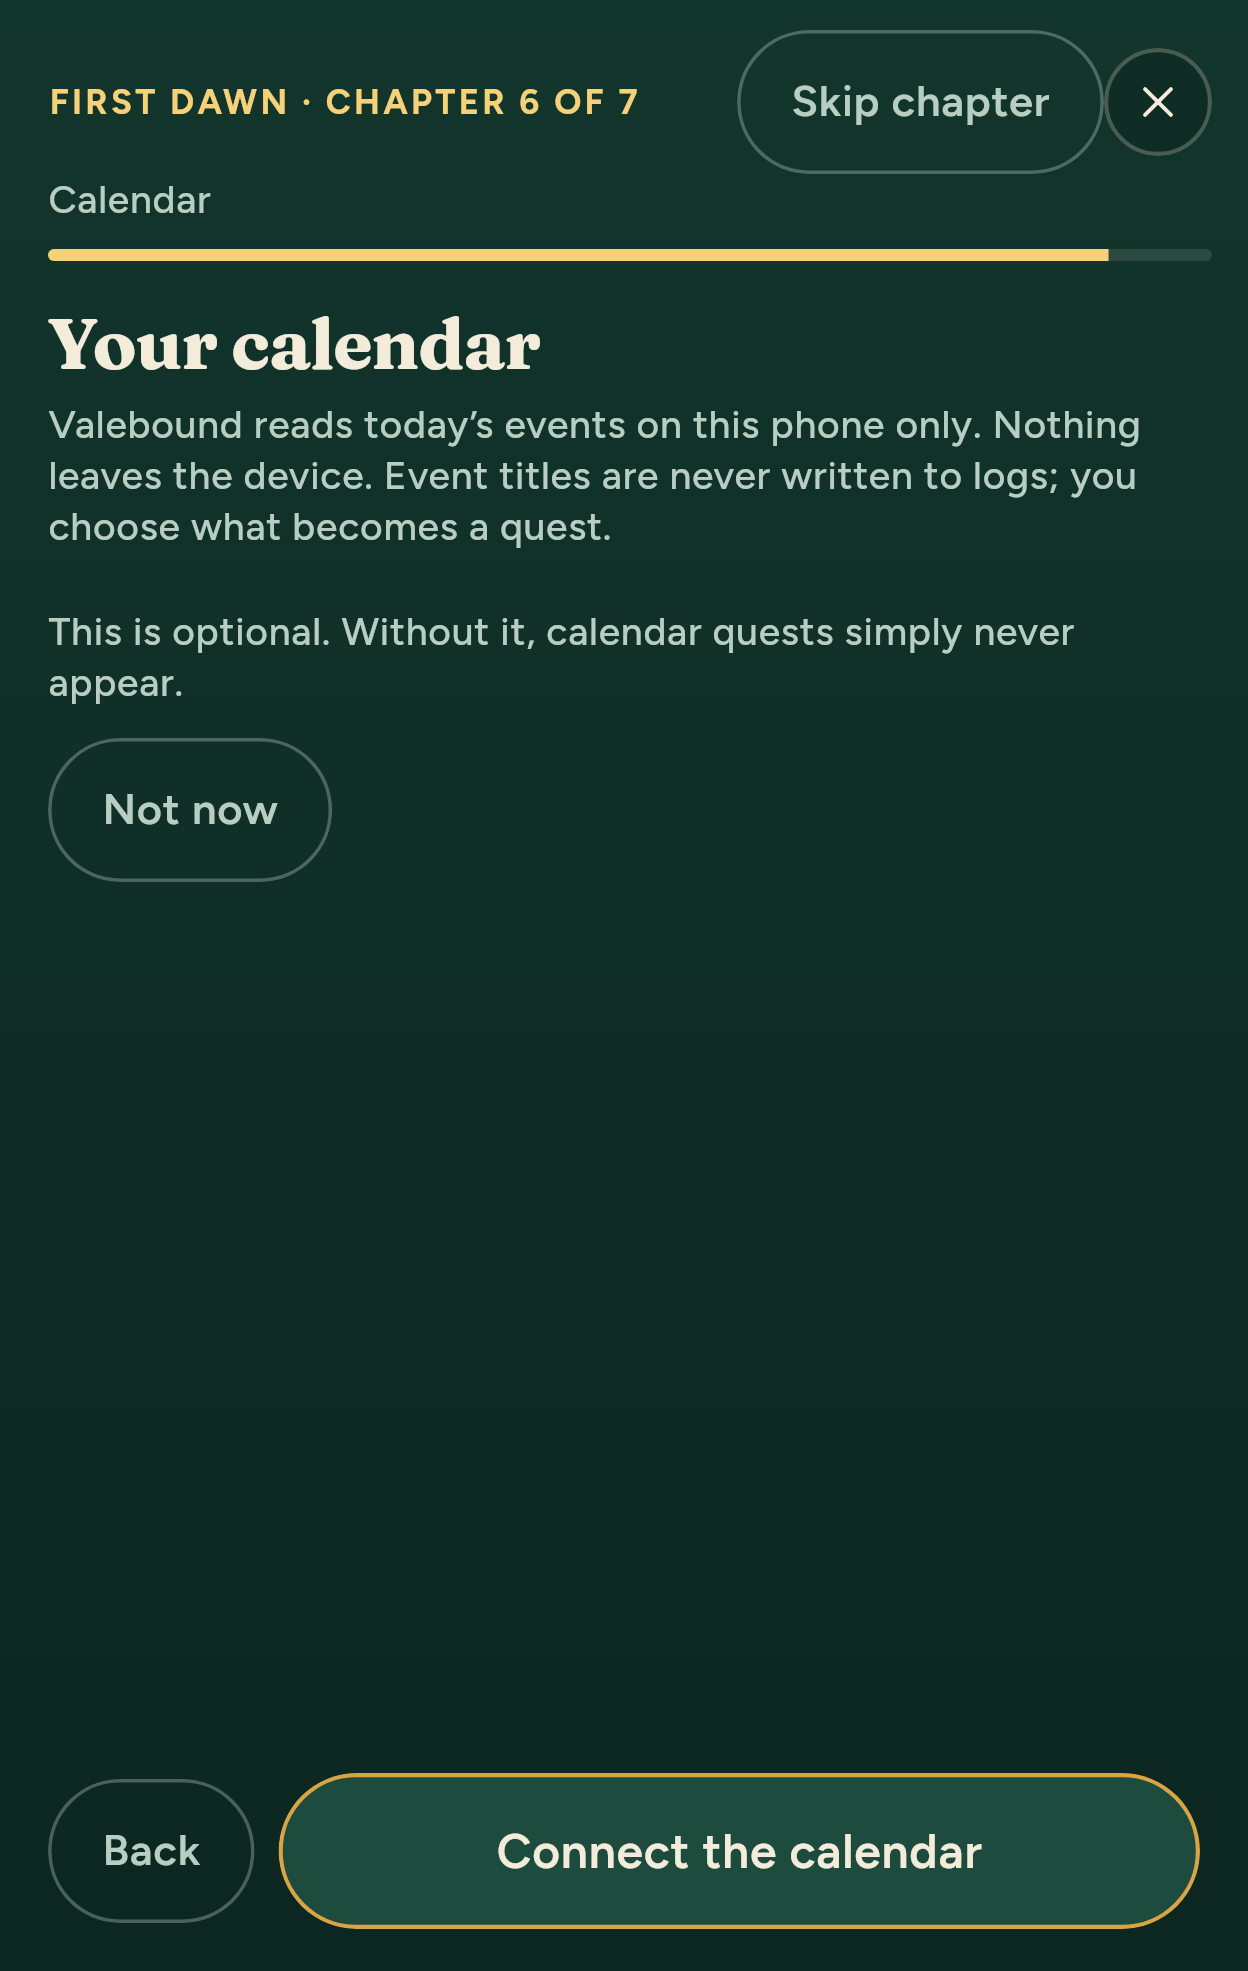 FIRST DAWN · CHAPTER 6 OF 7
Skip chapter
Calendar
Your calendar
Valebound reads today’s events on this phone only. Nothing
leaves the device. Event titles are never written to logs; you
choose what becomes a quest.
This is optional. Without it, calendar quests simply never
appear.
Not now
Back
Connect the calendar